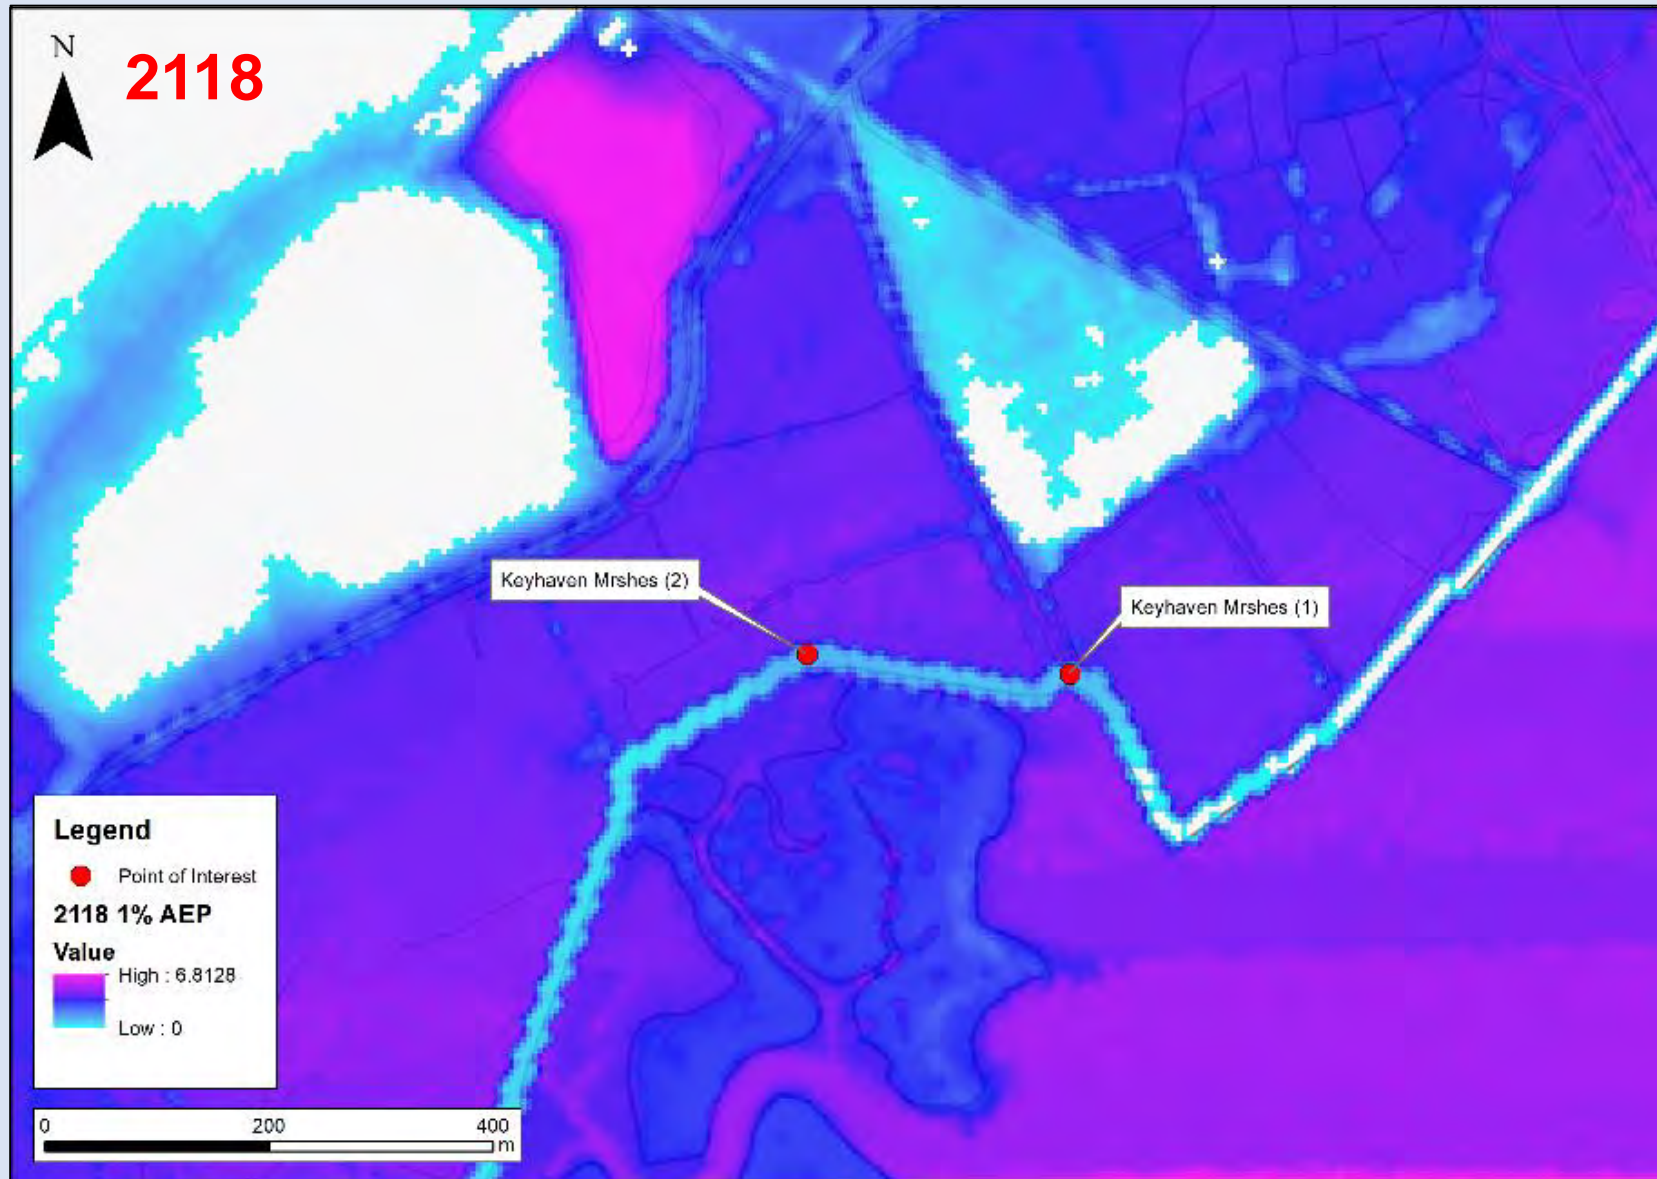 N
2118
Keyhaven Mrshes (2)
Keyhaven Mrshes (1)
Legend
Point of Interest
2118 1% AEP
Value
High : 6.8128
Low : 0
0 200 400
m